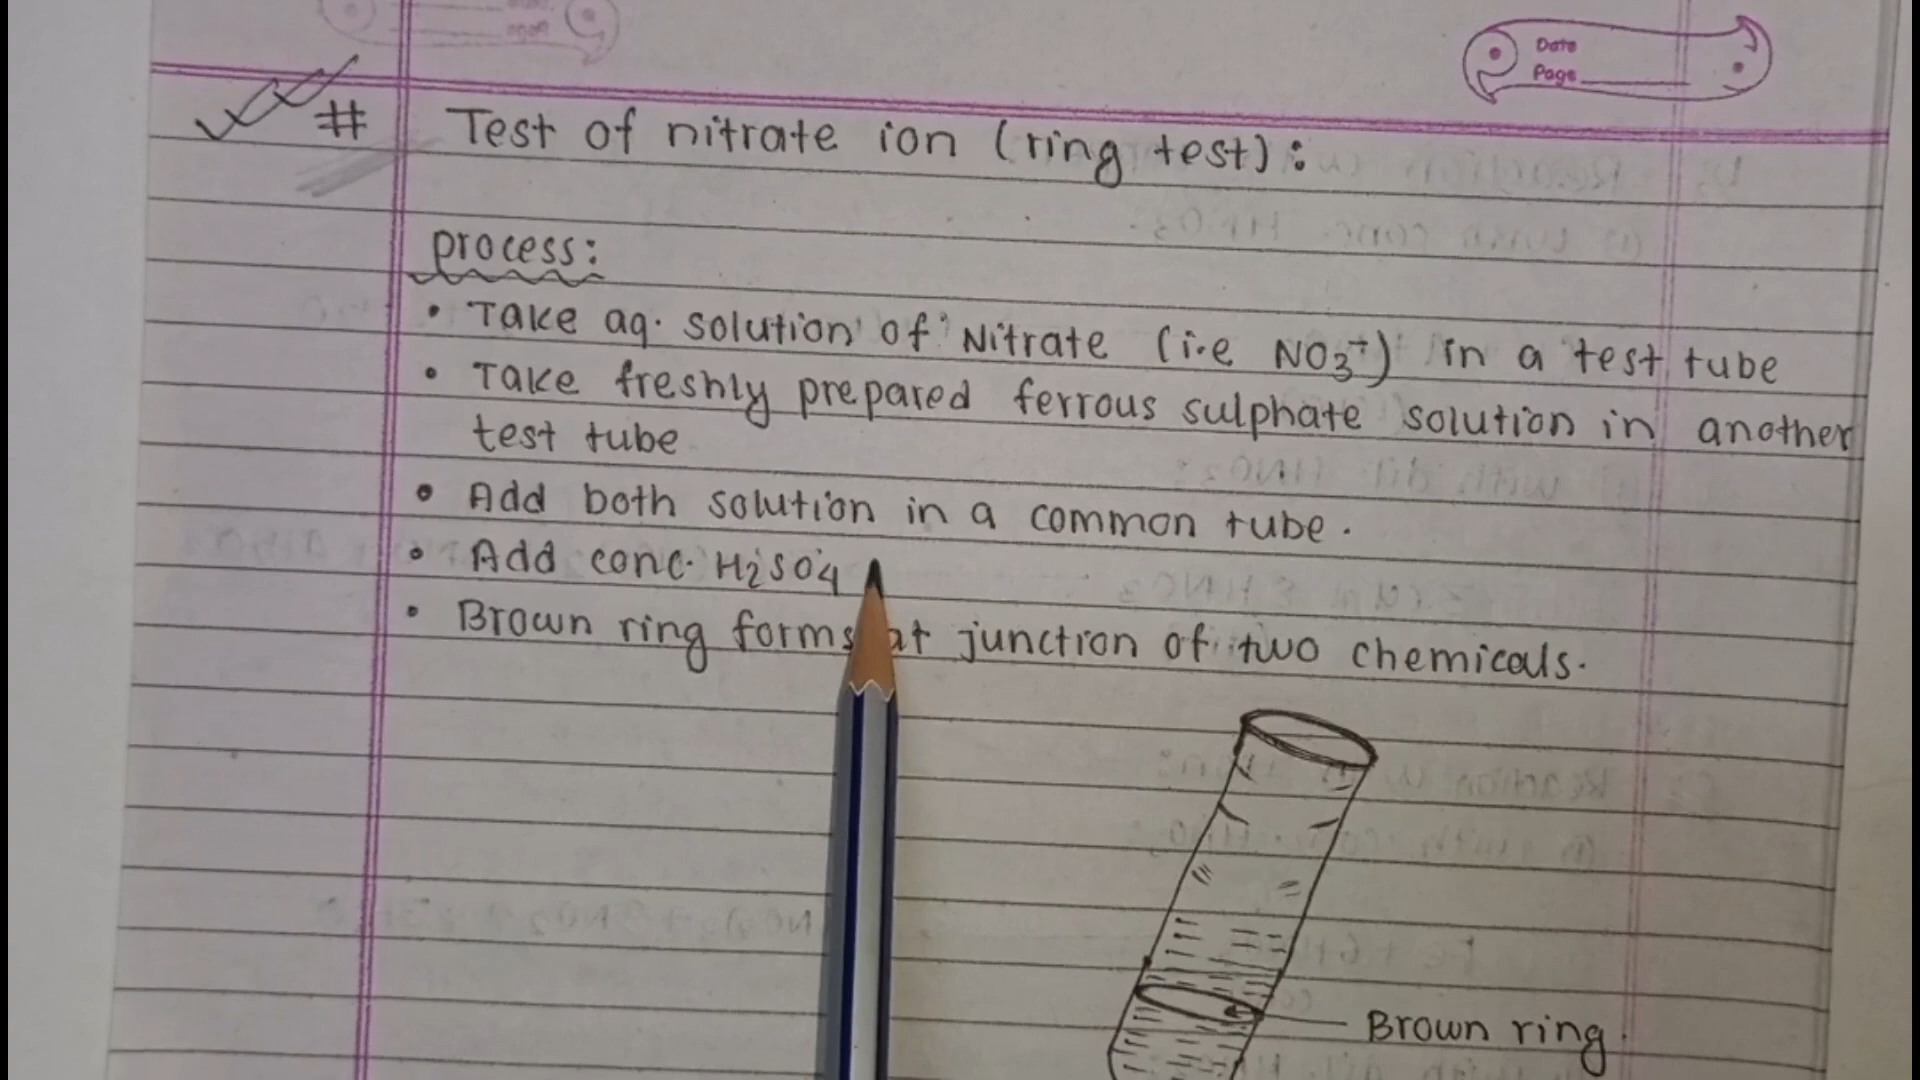 Date
Page
# Test of nitrate ion (ring test):
process:
• Take aq. solution of Nitrate (i.e NO3⁻) in a test tube
• Take freshly prepared ferrous sulphate solution in another
test tube
• Add both solution in a common tube.
• Add conc. H2SO4
• Brown ring forms at junction of two chemicals.
Brown ring.